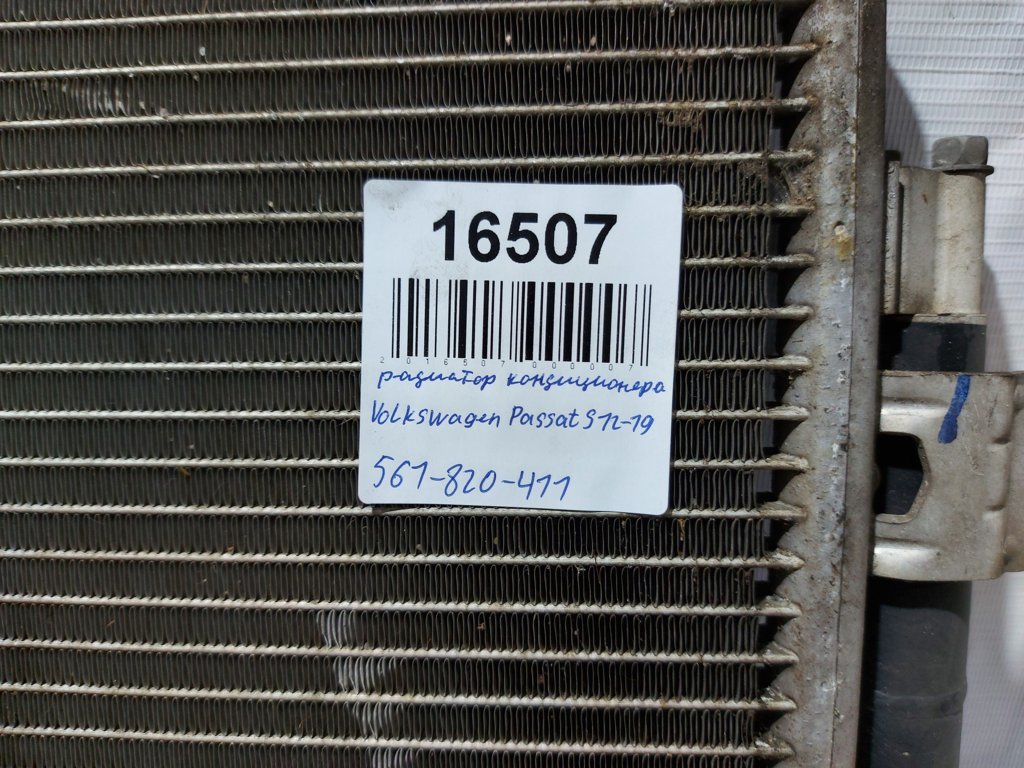 16507
2016507000007
радиатор кондиционера
Volkswagen Passat S 12-19
561-820-411